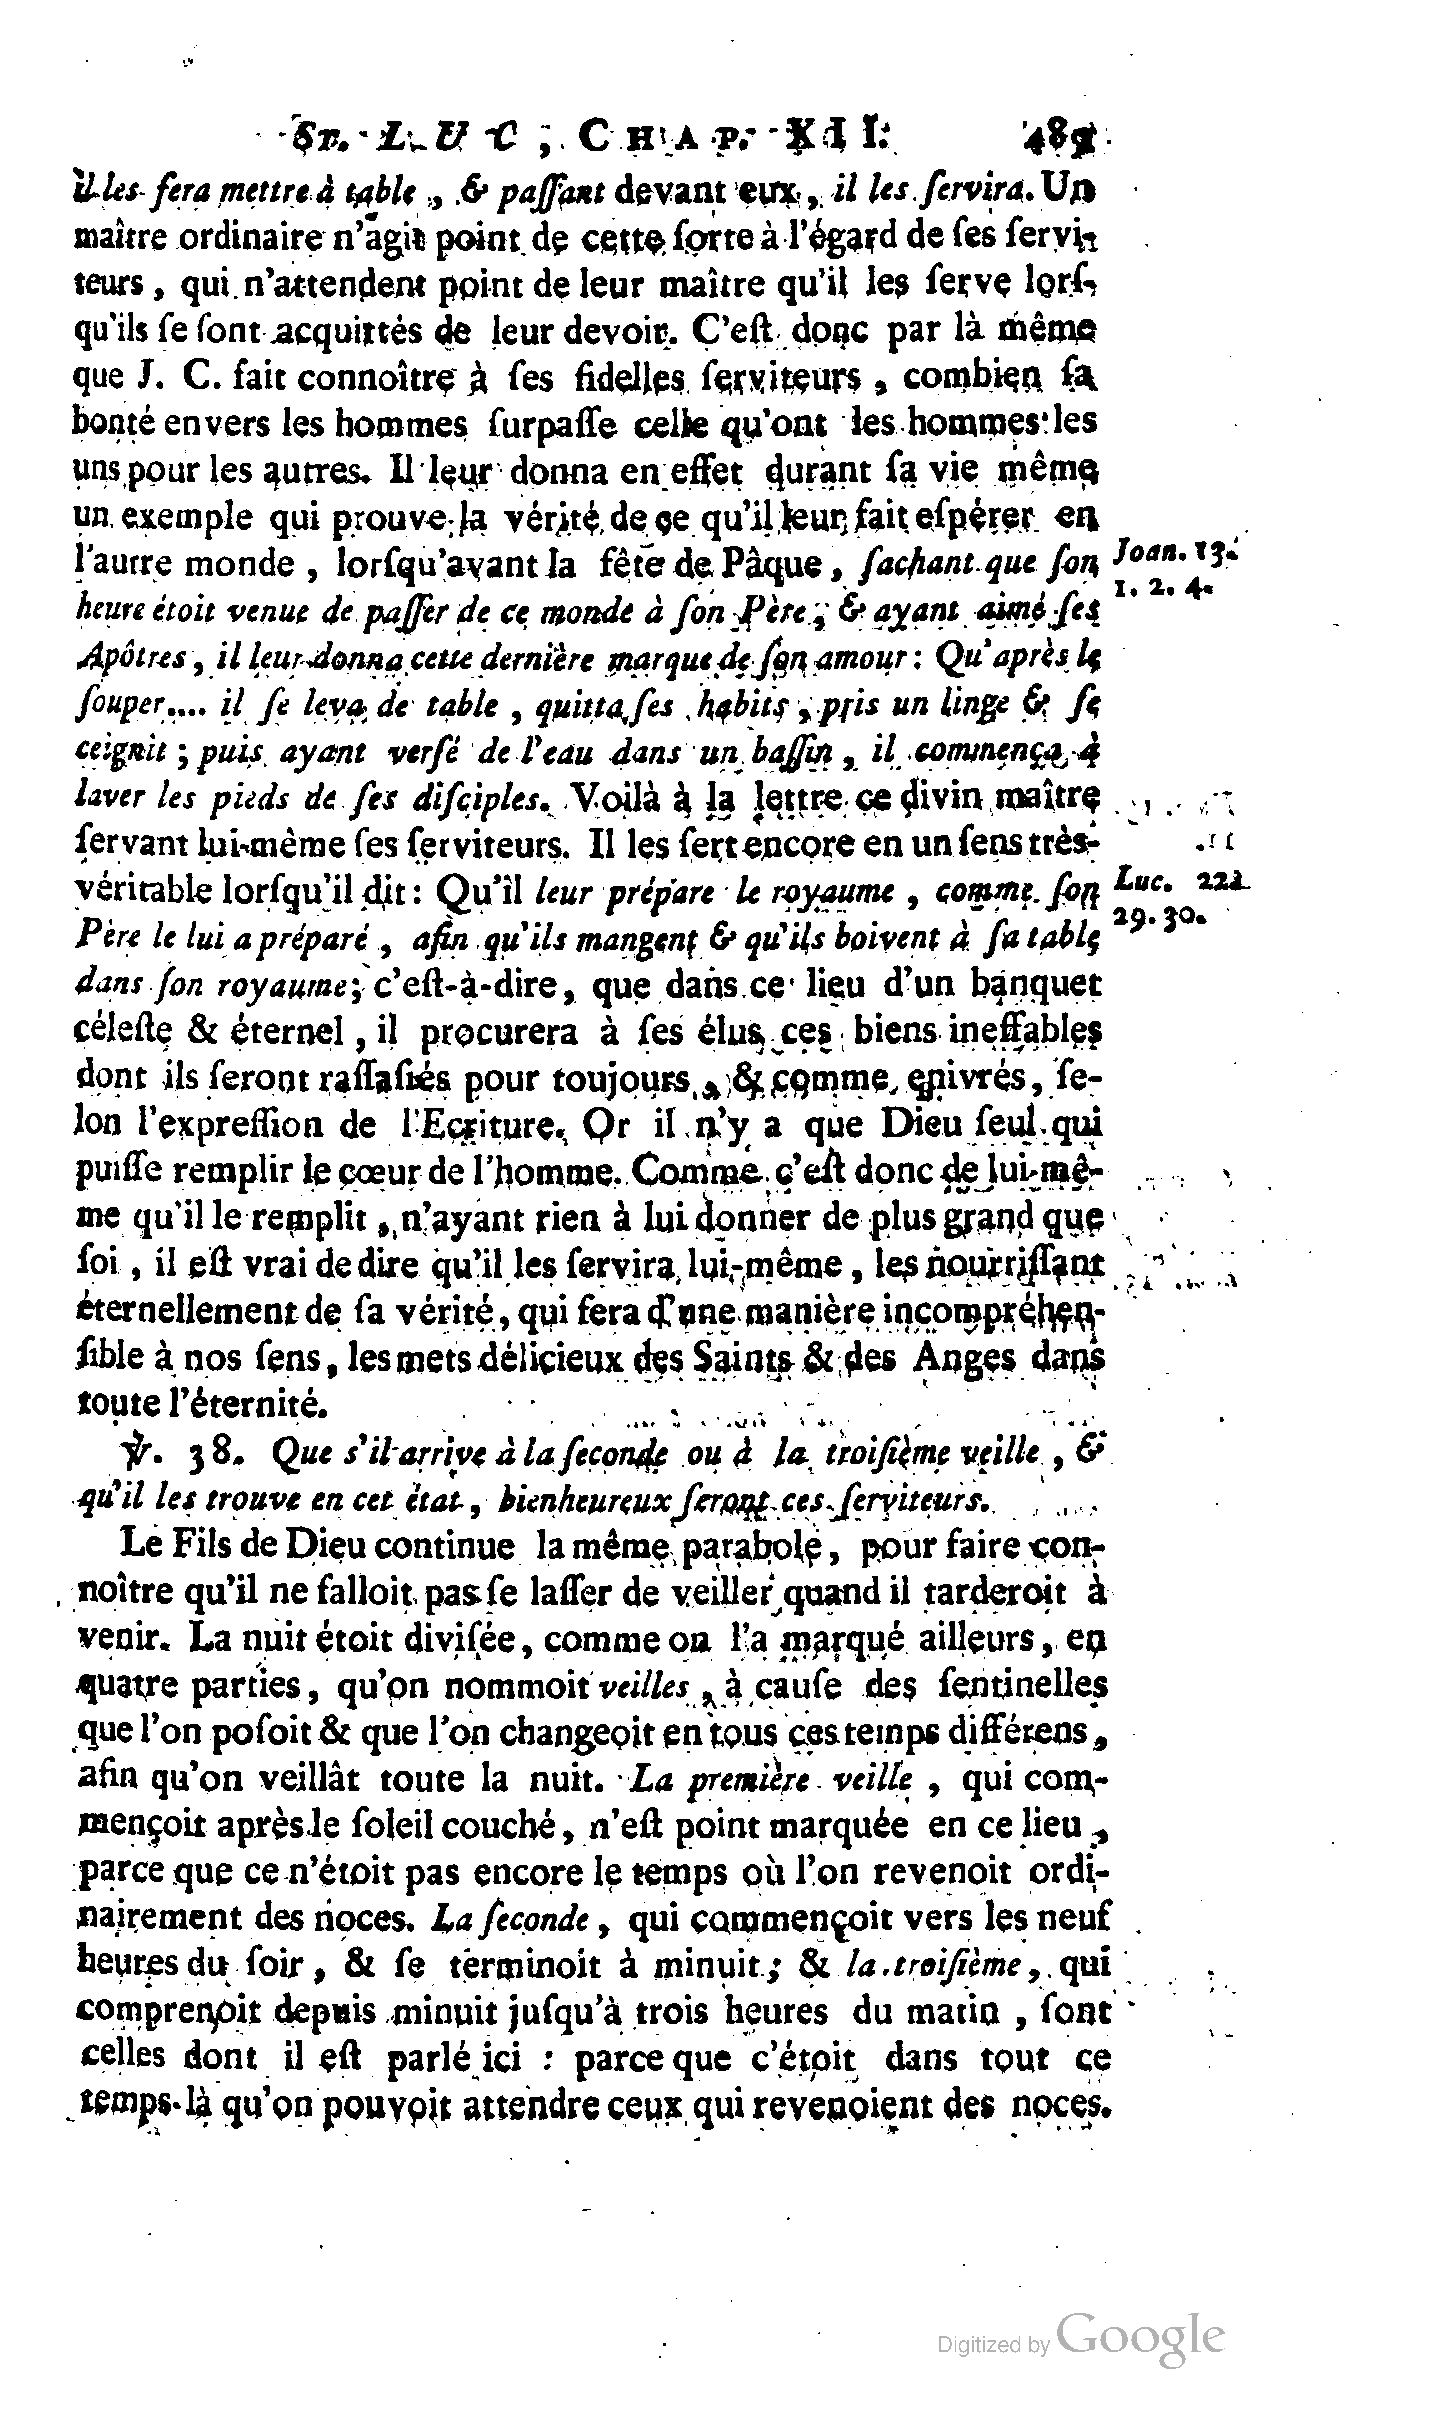 ST. LUC, CHAP. XII. 489
il les ſera mettre à table, & paſſant devant eux, il les ſervira. Un
maître ordinaire n'agit point de cette ſorte à l'égard de ſes ſervi-
teurs, qui n'attendent point de leur maître qu'il les ſerve lorſ-
qu'ils ſe ſont acquittés de leur devoir. C'eſt donc par là même
que J. C. fait connoître à ſes fidelles ſerviteurs, combien ſa
bonté envers les hommes ſurpaſſe celle qu'ont les hommes les
uns pour les autres. Il leur donna en effet durant ſa vie même
un exemple qui prouve la vérité de ce qu'il leur fait eſpérer en
l'autre monde, lorſqu'avant la fête de Pâque, ſachant que ſon
Joan. 13.
1. 2. 4.
heure étoit venue de paſſer de ce monde à ſon Père; & ayant aimé ſes
Apôtres, il leur donna cette dernière marque de ſon amour: Qu'après le
ſouper.... il ſe leva de table, quitta ſes habits, pris un linge & ſe
ceignit; puis ayant verſé de l'eau dans un baſſin, il commença à
laver les pieds de ſes diſciples. Voilà à la lettre ce divin maître
ſervant lui-même ſes ſerviteurs. Il les ſert encore en un ſens très-
véritable lorſqu'il dit: Qu'il leur prépare le royaume, comme ſon
Luc. 22.
29. 30.
Père le lui a préparé, afin qu'ils mangent & qu'ils boivent à ſa table
dans ſon royaume; c'eſt-à-dire, que dans ce lieu d'un banquet
céleſte & éternel, il procurera à ſes élus ces biens ineffables
dont ils ſeront raſſaſiés pour toujours, & comme enivrés, ſe-
lon l'expreſſion de l'Ecriture. Or il n'y a que Dieu ſeul qui
puiſſe remplir le cœur de l'homme. Comme c'eſt donc de lui-mê-
me qu'il le remplit, n'ayant rien à lui donner de plus grand que
ſoi, il eſt vrai de dire qu'il les ſervira lui-même, les nourriſſant
éternellement de ſa vérité, qui ſera d'une manière incompréhen-
ſible à nos ſens, les mets délicieux des Saints & des Anges dans
toute l'éternité.
℣. 38. Que s'il arrive à la ſeconde ou à la troiſième veille, &
qu'il les trouve en cet état, bienheureux ſeront ces ſerviteurs.
Le Fils de Dieu continue la même parabole, pour faire con-
noître qu'il ne falloit pas ſe laſſer de veiller quand il tarderoit à
venir. La nuit étoit diviſée, comme on l'a marqué ailleurs, en
quatre parties, qu'on nommoit veilles, à cauſe des ſentinelles
que l'on poſoit & que l'on changeoit en tous ces temps différens,
afin qu'on veillât toute la nuit. La première veille, qui com-
mençoit après le ſoleil couché, n'eſt point marquée en ce lieu,
parce que ce n'étoit pas encore le temps où l'on revenoit ordi-
nairement des noces. La ſeconde, qui commençoit vers les neuf
heures du ſoir, & ſe terminoit à minuit; & la troiſième, qui
comprenoit depuis minuit juſqu'à trois heures du matin, ſont
celles dont il eſt parlé ici : parce que c'étoit dans tout ce
temps-là qu'on pouvoit attendre ceux qui revenoient des noces.
Digitized by Google